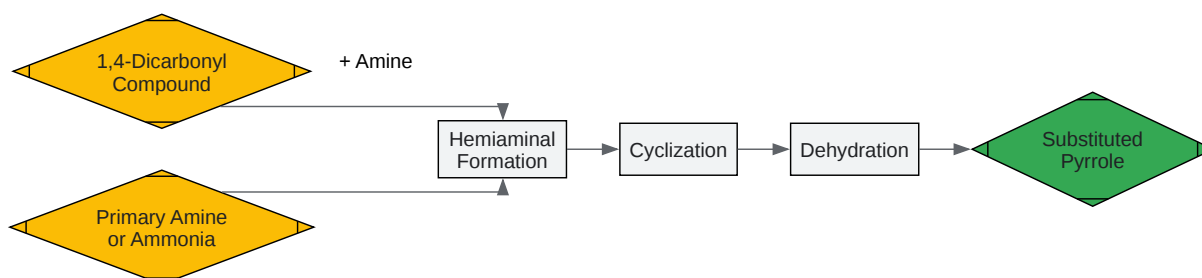 1,4-Dicarbonyl
Compound
+ Amine
Hemiaminal
Formation
Cyclization
Dehydration
Substituted
Pyrrole
Primary Amine
or Ammonia